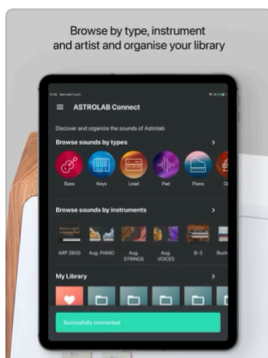 Browse by type, instrument
and artist and organise your library
ASTROLAB Connect
Discover and organize the sounds of Astrolab
Browse sounds by types
Bass Keys Lead Pad Piano
Browse sounds by instruments
ARP 2600 Aug. PIANO Aug. STRINGS Aug. VOICES B-3
My Library
Successfully connected